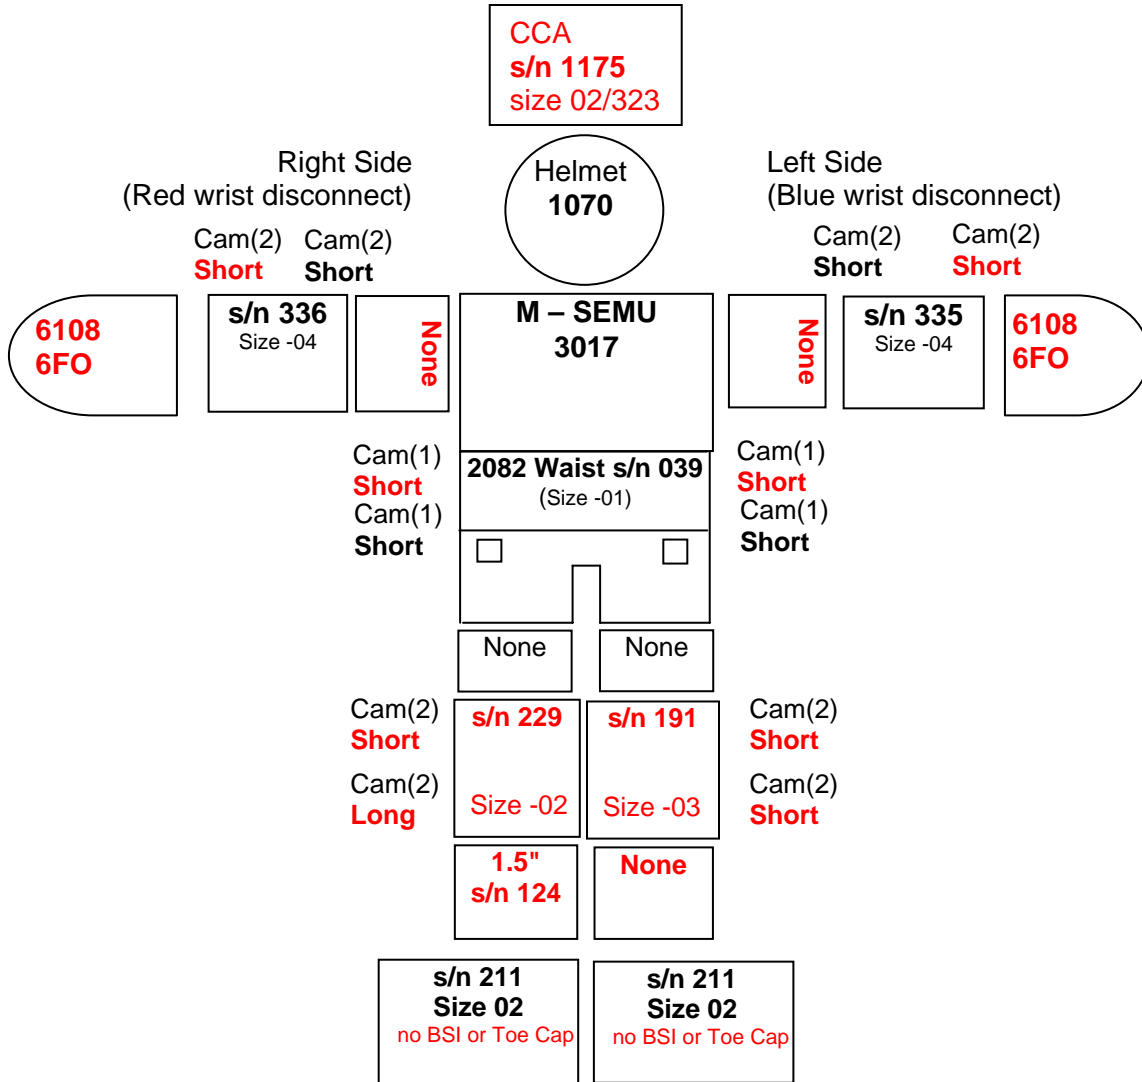 CCA
s/n 1175
size 02/323
Right Side
(Red wrist disconnect)
Helmet
1070
Left Side
(Blue wrist disconnect)
Cam(2) Cam(2)
Short Short
Cam(2) Cam(2)
Short Short
6108
6FO
s/n 336
Size -04
None
M – SEMU
3017
None
s/n 335
Size -04
6108
6FO
Cam(1)
Short
Cam(1)
Short
2082 Waist s/n 039
(Size -01)
Cam(1)
Short
Cam(1)
Short
None
None
Cam(2)
Short
Cam(2)
Long
s/n 229
Size -02
s/n 191
Size -03
Cam(2)
Short
Cam(2)
Short
1.5"
s/n 124
None
s/n 211
Size 02
no BSI or Toe Cap
s/n 211
Size 02
no BSI or Toe Cap